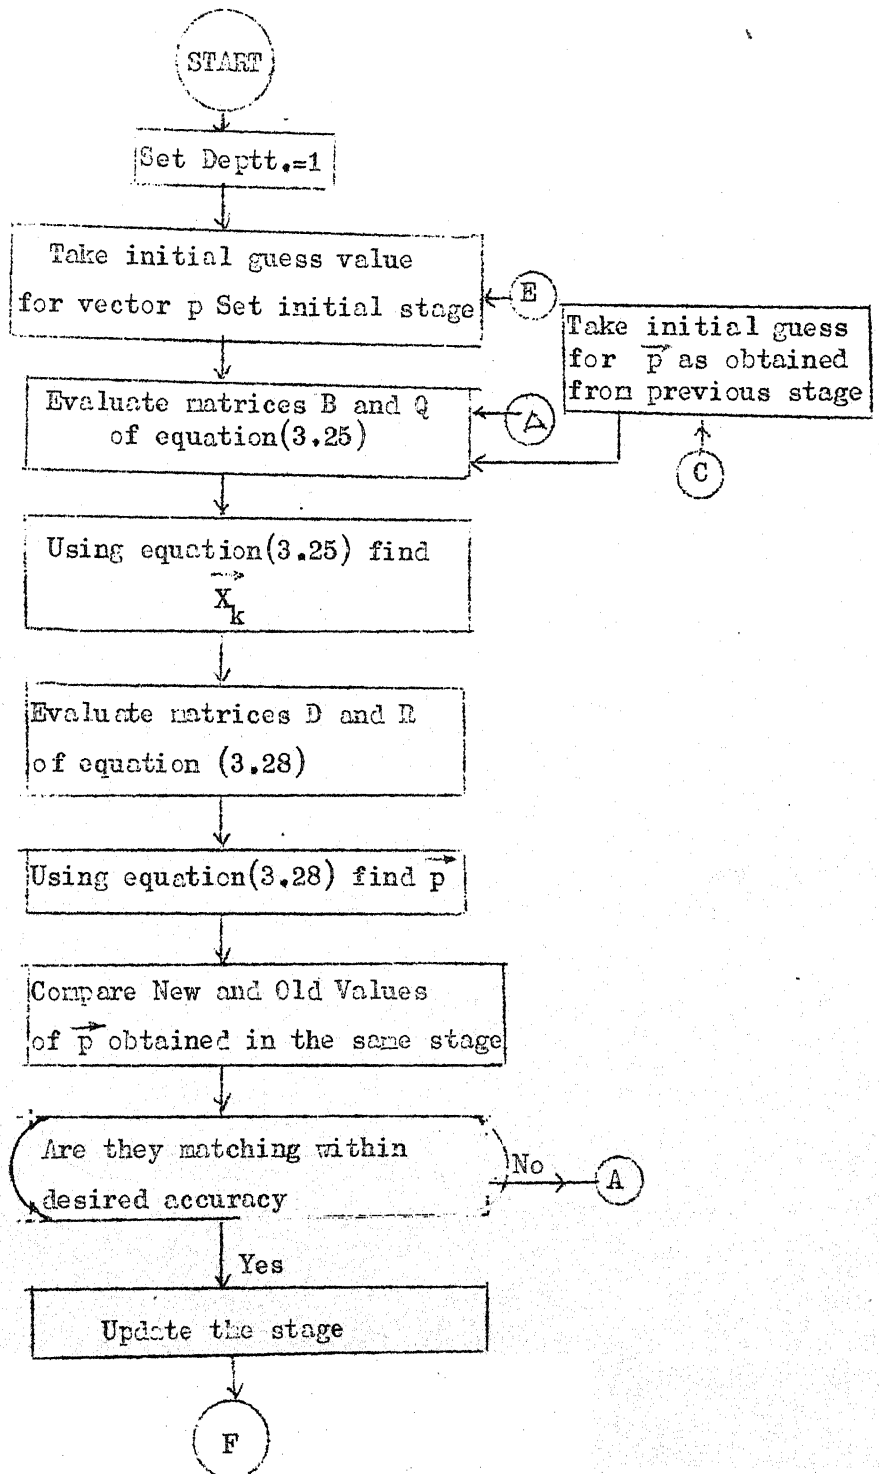 START
Set Deptt.=1
Take initial guess value
for vector p Set initial stage
E
Take initial guess
for p as obtained
from previous stage
C
Evaluate matrices B and Q
of equation(3.25)
A
Using equation(3.25) find
X k
Evaluate matrices D and R
of equation (3.28)
Using equation(3.28) find p
Compare New and Old Values
of p obtained in the same stage
Are they matching within
desired accuracy
No
A
Yes
Update the stage
F